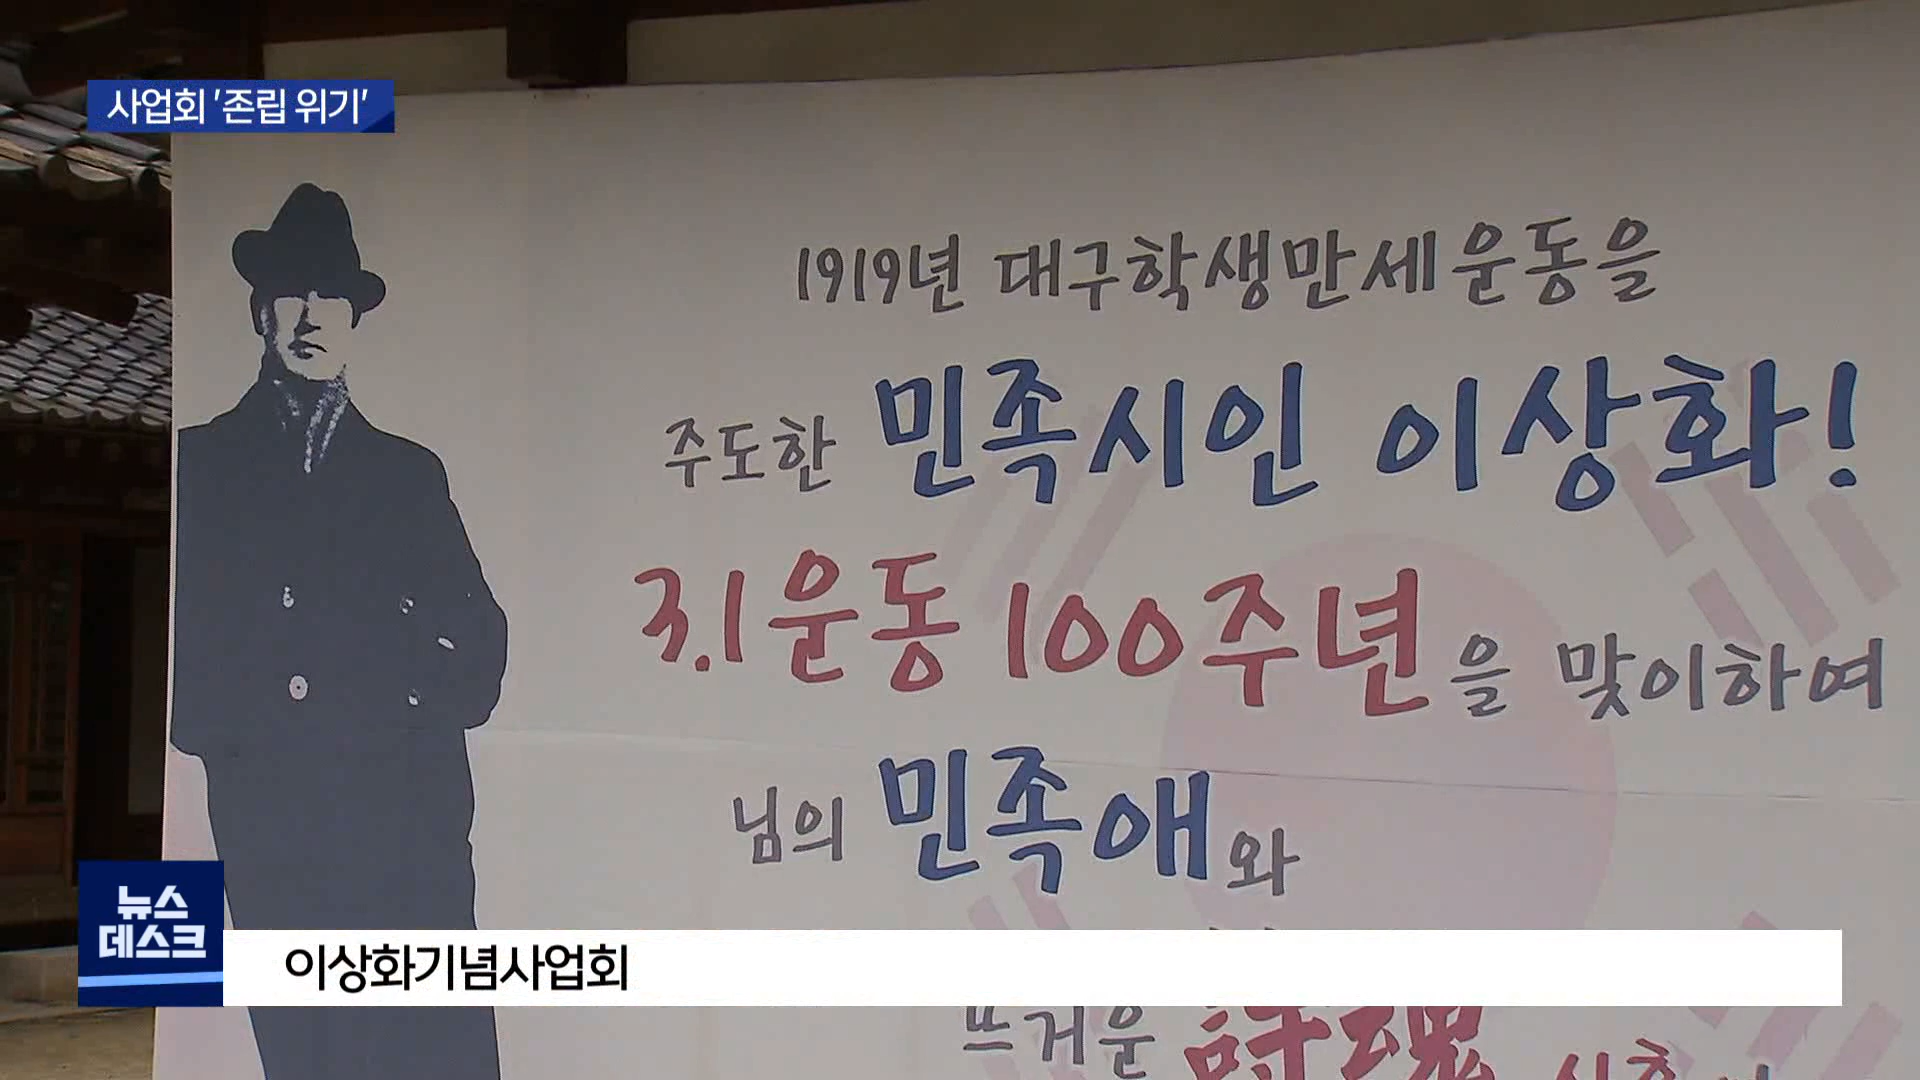 사업회 '존립 위기'
1919년 대구학생만세운동을
주도한 민족시인 이상화!
3.1운동 100주년을 맞이하여
님의 민족애와
뉴스
데스크
이상화기념사업회
뜨거운 詩魂